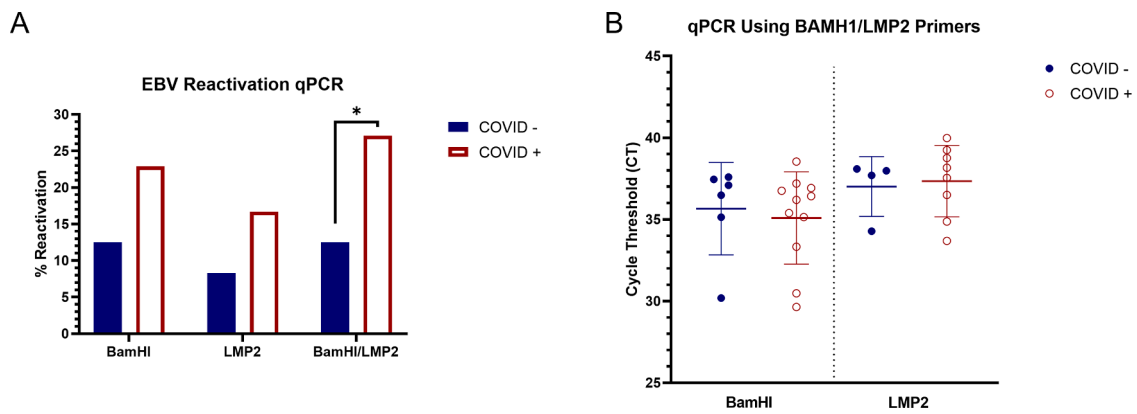 A
EBV Reactivation qPCR
% Reactivation
30
25
20
15
10
5
0
BamHI
LMP2
BamHI/LMP2
*
COVID -
COVID +
B
qPCR Using BAMH1/LMP2 Primers
Cycle Threshold (CT)
45
40
35
30
25
BamHI
LMP2
COVID -
COVID +